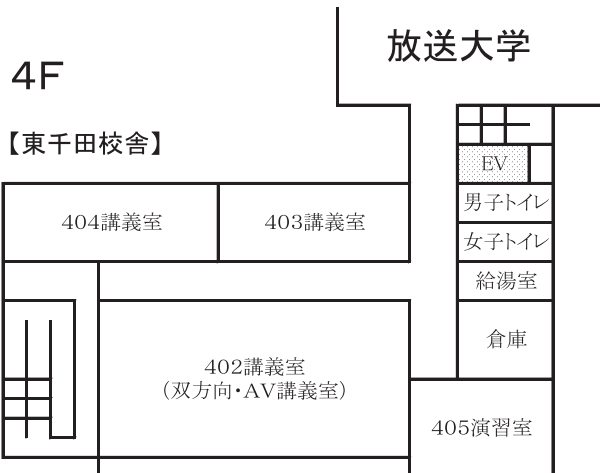 放送大学
4F
【東千田校舎】
EV
男子トイレ
404講義室
403講義室
女子トイレ
給湯室
倉庫
402講義室
（双方向・AV講義室）
405演習室